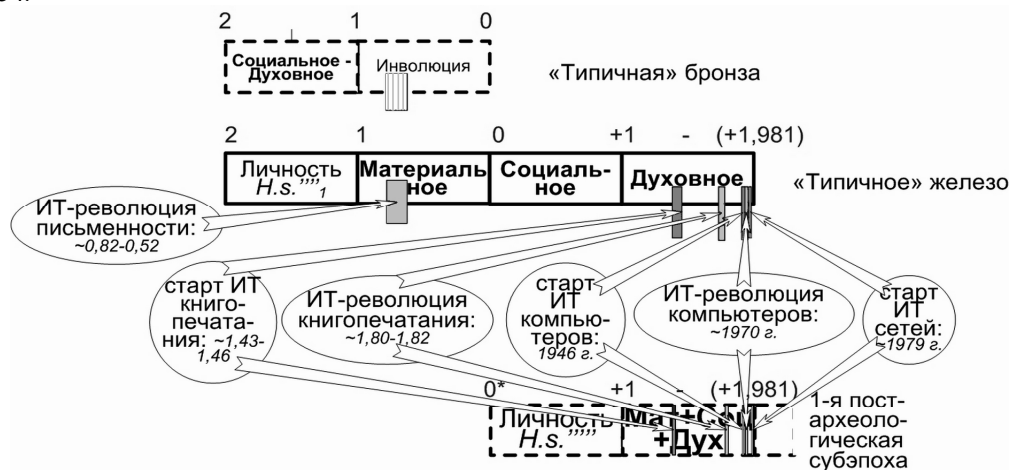 2 1 0
Социальное -
Духовное
Инволюция
«Типичная» бронза
2 1 0 +1 - (+1,981)
Личность
H.s.''''₁
Материаль
ное
Социаль-
ное
Духовное
«Типичное» железо
ИТ-революция
письменности:
~0,82-0,52
старт ИТ
книго-
печата-
ния: ~1,43-
1,46
ИТ-революция
книгопечатания:
~1,80-1,82
старт
ИТ
компью-
теров:
1946 г.
ИТ-революция
компьютеров:
~1970 г.
старт
ИТ
сетей:
~1979 г.
0* +1 - (+1,981)
Личность
H.s.'''''
Мат+Соц
+Дух
1-я пост-
археоло-
гическая
субэпоха